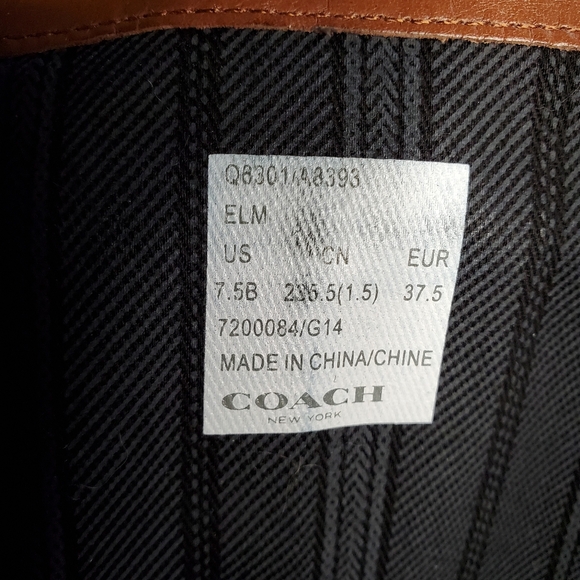 Q6301/A8393
ELM
US CN EUR
7.5B 235.5(1.5) 37.5
7200084/G14
MADE IN CHINA/CHINE
COACH
NEW YORK